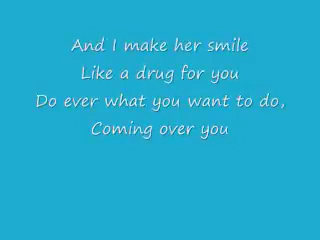 And I make her smile
Like a drug for you
Do ever what you want to do,
Coming over you